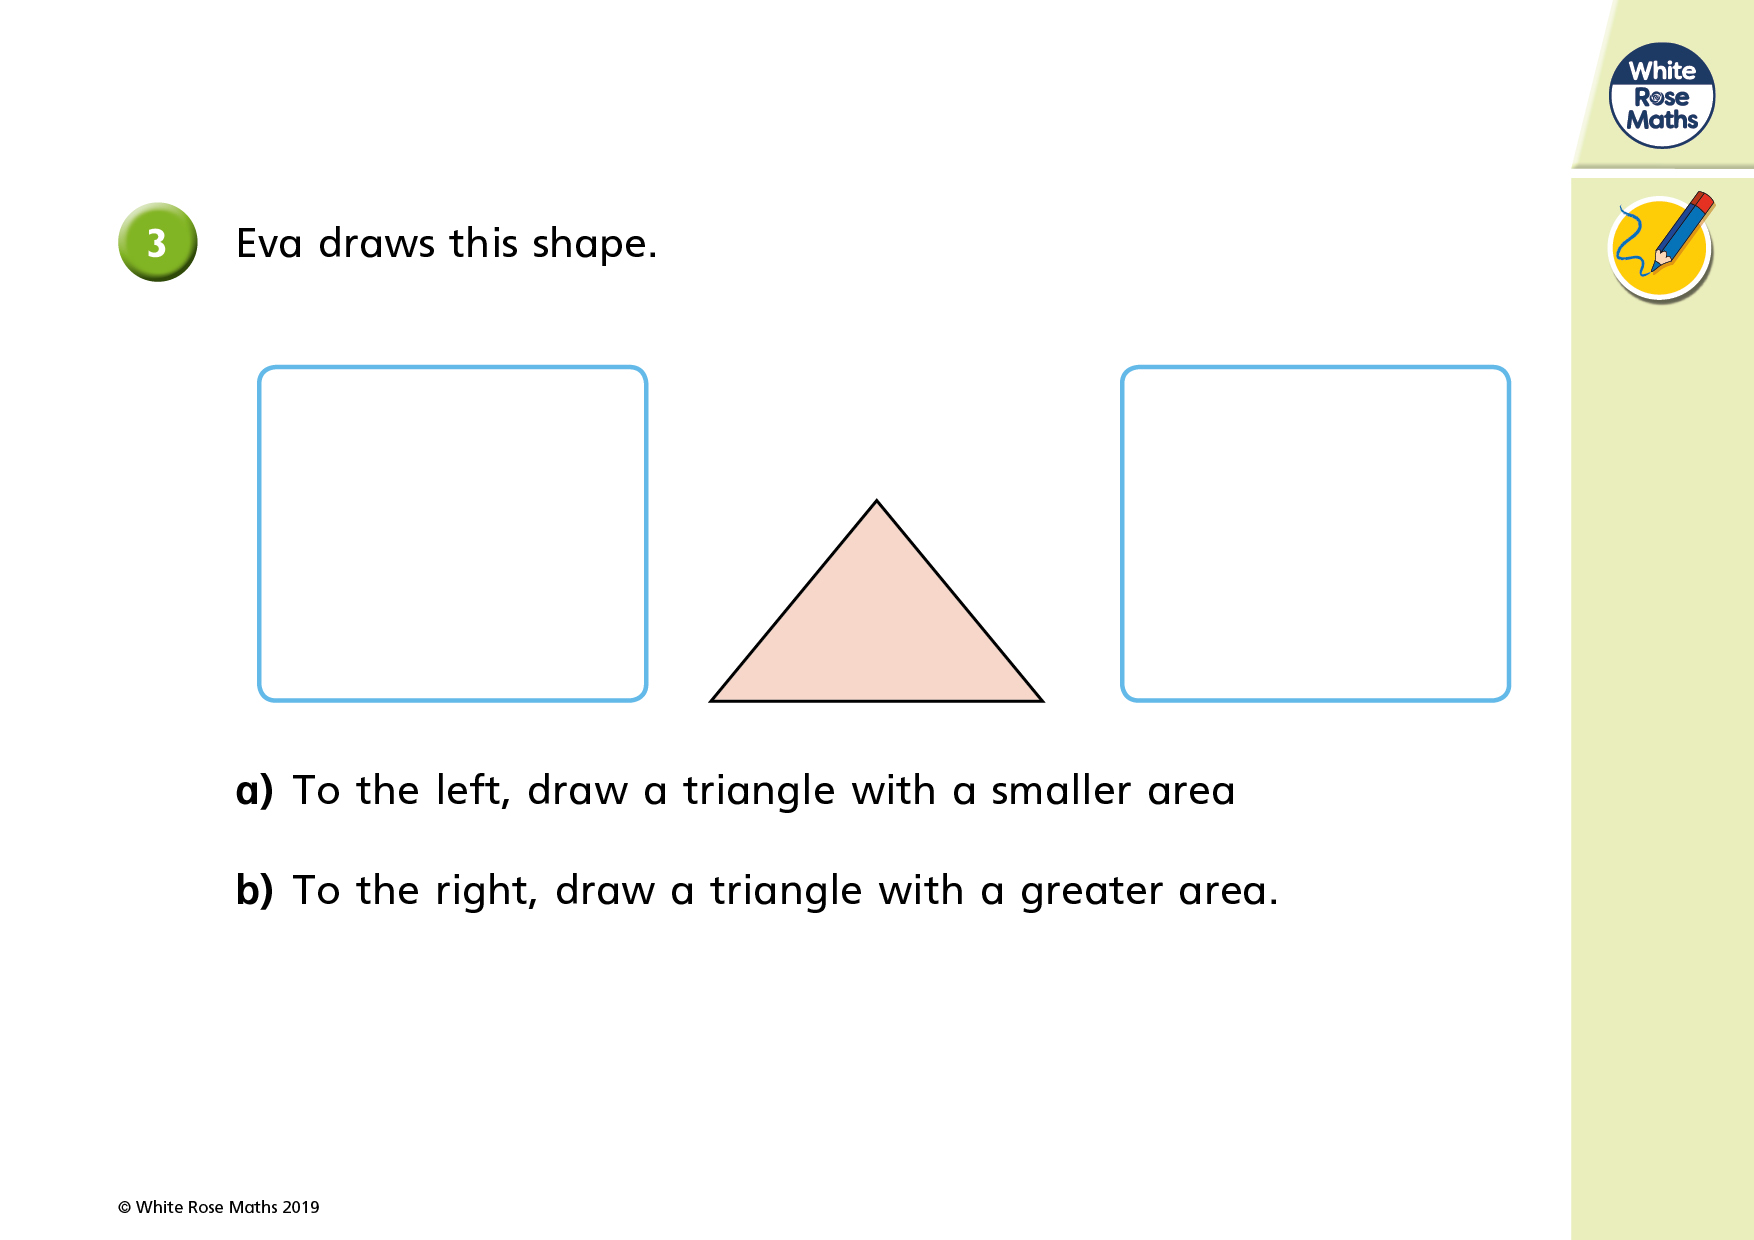 White
Rose
Maths
3 Eva draws this shape.
a) To the left, draw a triangle with a smaller area
b) To the right, draw a triangle with a greater area.
© White Rose Maths 2019